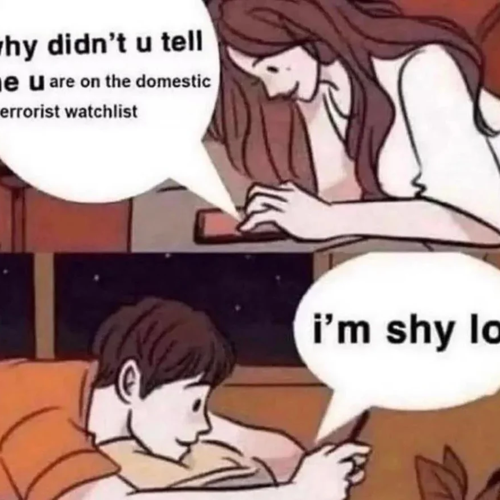 hy didn't u tell
e u are on the domestic
errorist watchlist
i'm shy lo